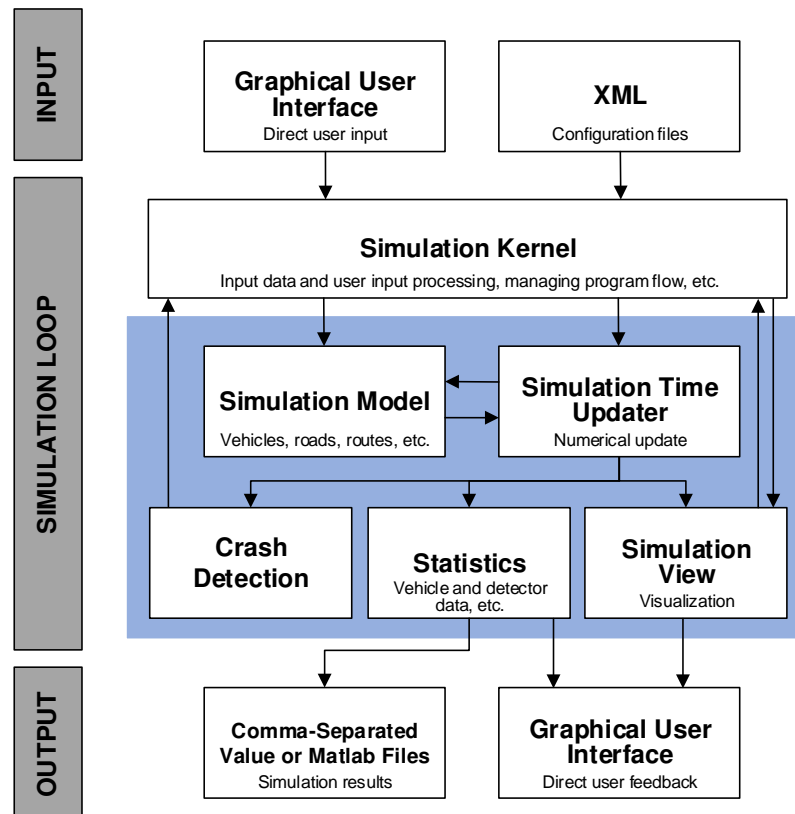 INPUT
Graphical User
Interface
Direct user input
XML
Configuration files
SIMULATION LOOP
Simulation Kernel
Input data and user input processing, managing program flow, etc.
Simulation Model
Vehicles, roads, routes, etc.
Simulation Time
Updater
Numerical update
Crash
Detection
Statistics
Vehicle and detector
data, etc.
Simulation
View
Visualization
OUTPUT
Comma-Separated
Value or Matlab Files
Simulation results
Graphical User
Interface
Direct user feedback